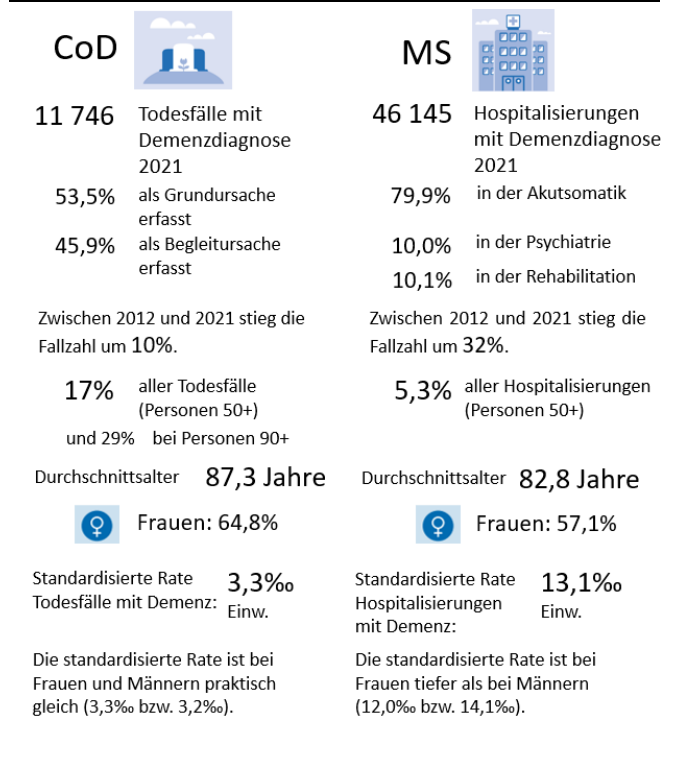 CoD
11 746 Todesfälle mit
Demenzdiagnose
2021
53,5% als Grundursache
erfasst
45,9% als Begleitursache
erfasst
Zwischen 2012 und 2021 stieg die
Fallzahl um 10%.
17% aller Todesfälle
(Personen 50+)
und 29% bei Personen 90+
Durchschnittsalter 87,3 Jahre
Frauen: 64,8%
Standardisierte Rate 3,3‰
Todesfälle mit Demenz: Einw.
Die standardisierte Rate ist bei
Frauen und Männern praktisch
gleich (3,3‰ bzw. 3,2‰).
MS
46 145 Hospitalisierungen
mit Demenzdiagnose
2021
79,9% in der Akutsomatik
10,0% in der Psychiatrie
10,1% in der Rehabilitation
Zwischen 2012 und 2021 stieg die
Fallzahl um 32%.
5,3% aller Hospitalisierungen
(Personen 50+)
Durchschnittsalter 82,8 Jahre
Frauen: 57,1%
Standardisierte Rate 13,1‰
Hospitalisierungen Einw.
mit Demenz:
Die standardisierte Rate ist bei
Frauen tiefer als bei Männern
(12,0‰ bzw. 14,1‰).